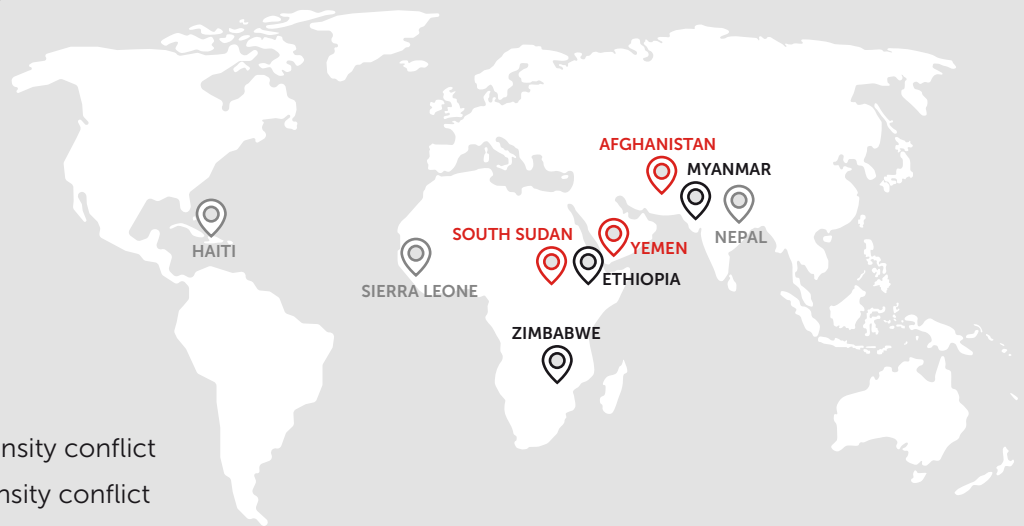 AFGHANISTAN
MYANMAR
HAITI
SOUTH SUDAN
NEPAL
YEMEN
SIERRA LEONE
ETHIOPIA
ZIMBABWE
nsity conflict
nsity conflict